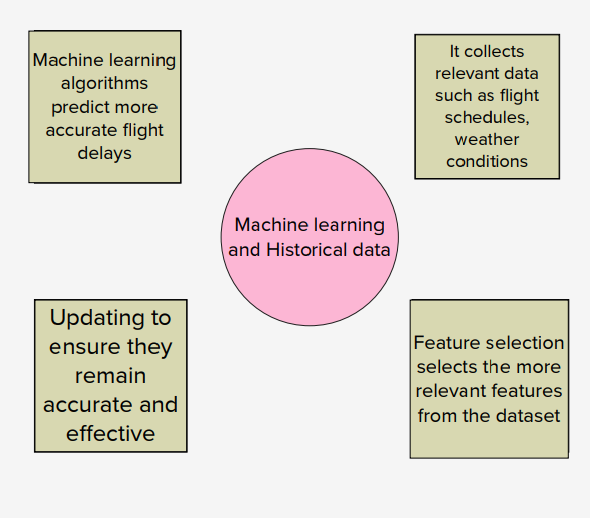 Machine learning
algorithms
predict more
accurate flight
delays
It collects
relevant data
such as flight
schedules,
weather
conditions
Machine learning
and Historical data
Updating to
ensure they
remain
accurate and
effective
Feature selection
selects the more
relevant features
from the dataset